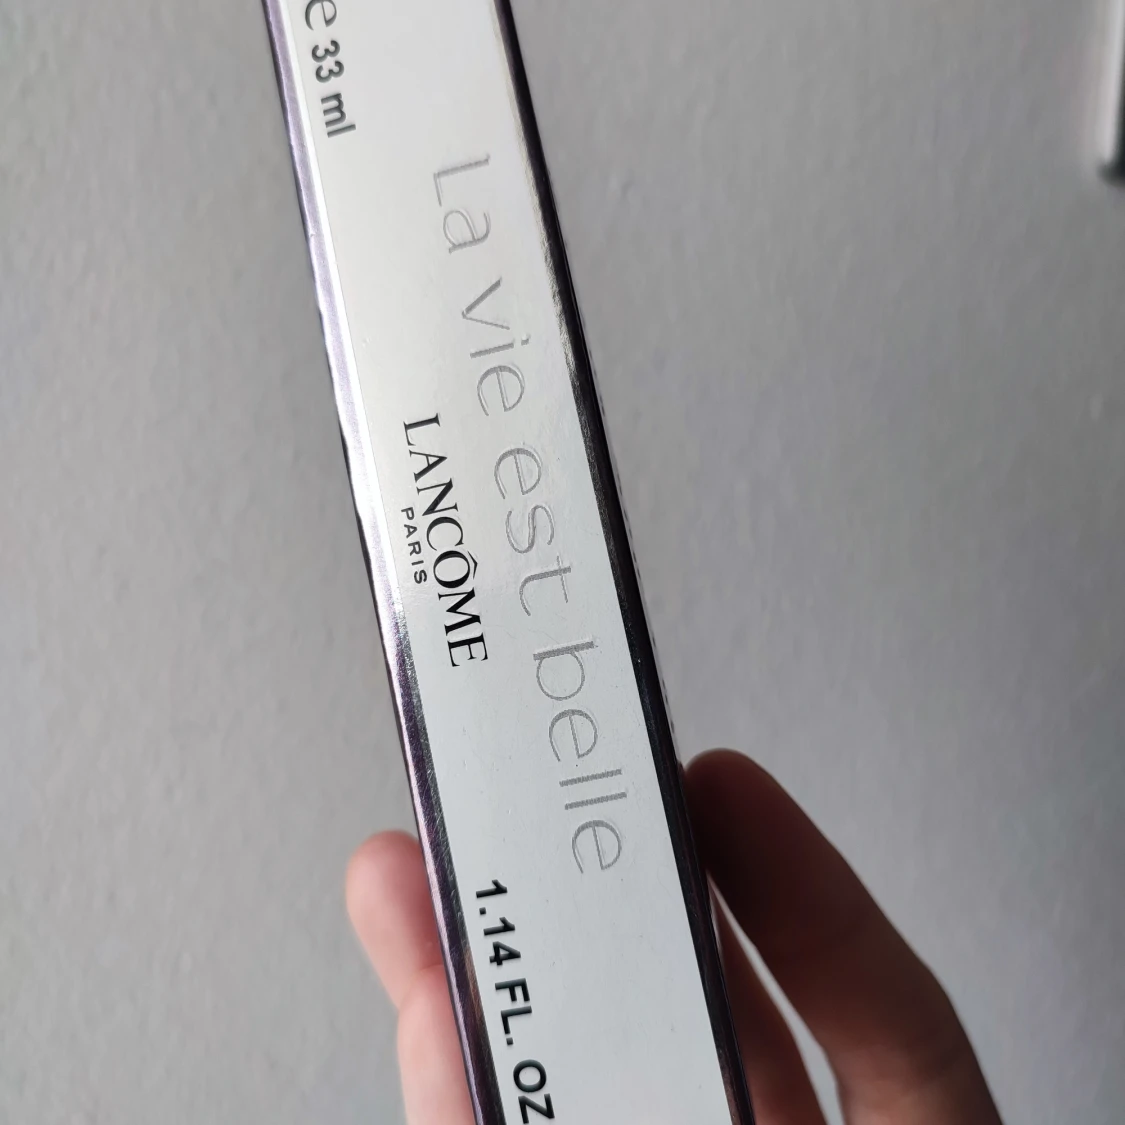 La vie est belle
LANCÔME
PARIS
e 33 ml
1.14 FL. OZ